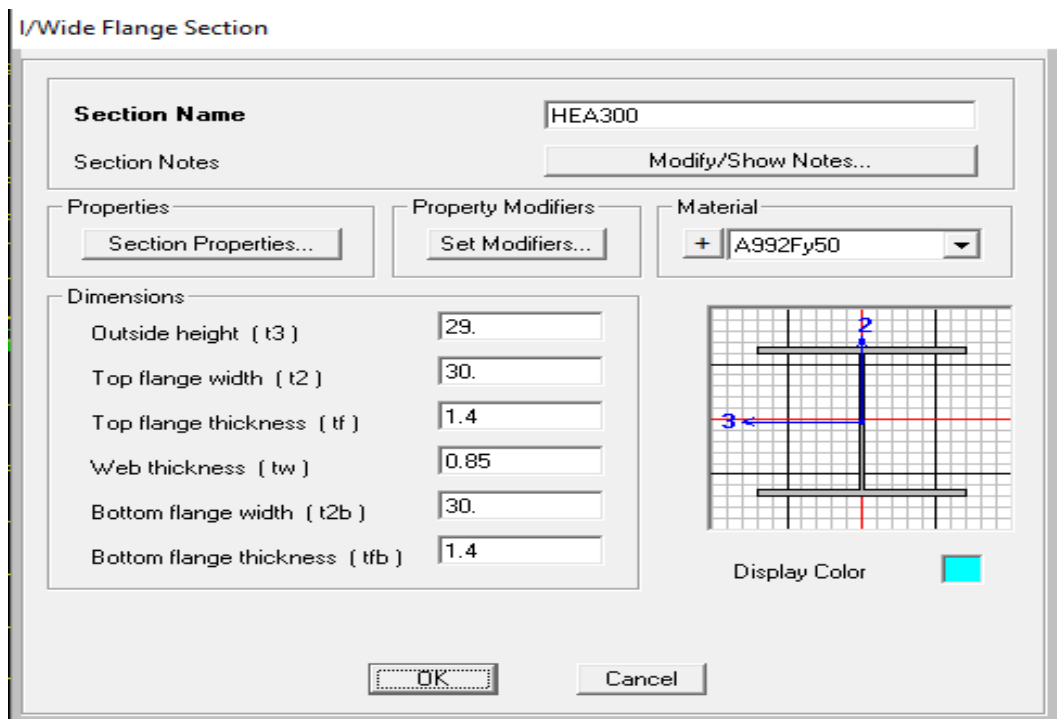 I/Wide Flange Section
Section Name HEA300
Section Notes Modify/Show Notes...
Properties Property Modifiers Material
Section Properties... Set Modifiers... + A992Fy50
Dimensions
Outside height ( t3 ) 29.
Top flange width ( t2 ) 30.
Top flange thickness ( tf ) 1.4
Web thickness ( tw ) 0.85
Bottom flange width ( t2b ) 30.
Bottom flange thickness ( tfb ) 1.4
2
3
Display Color
OK Cancel